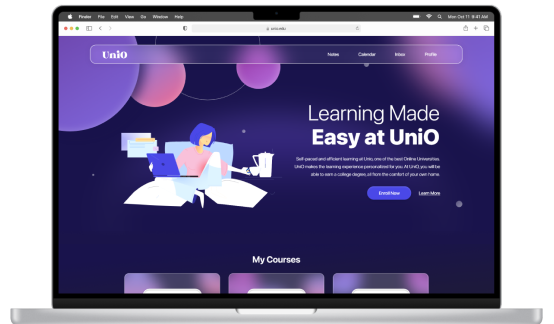 Finder File Edit View Go Window Help
Mon Oct 11 9:41 AM
unio.edu
UniO
Notes Calendar Inbox Profile
Learning Made
Easy at UniO
Self-paced and efficient learning at Unio, one of the best Online Universities.
UniO makes the learning experience personalized for you. At UniO, you will be
able to earn a college degree, all from the comfort of your own home.
Enroll Now Learn More
My Courses